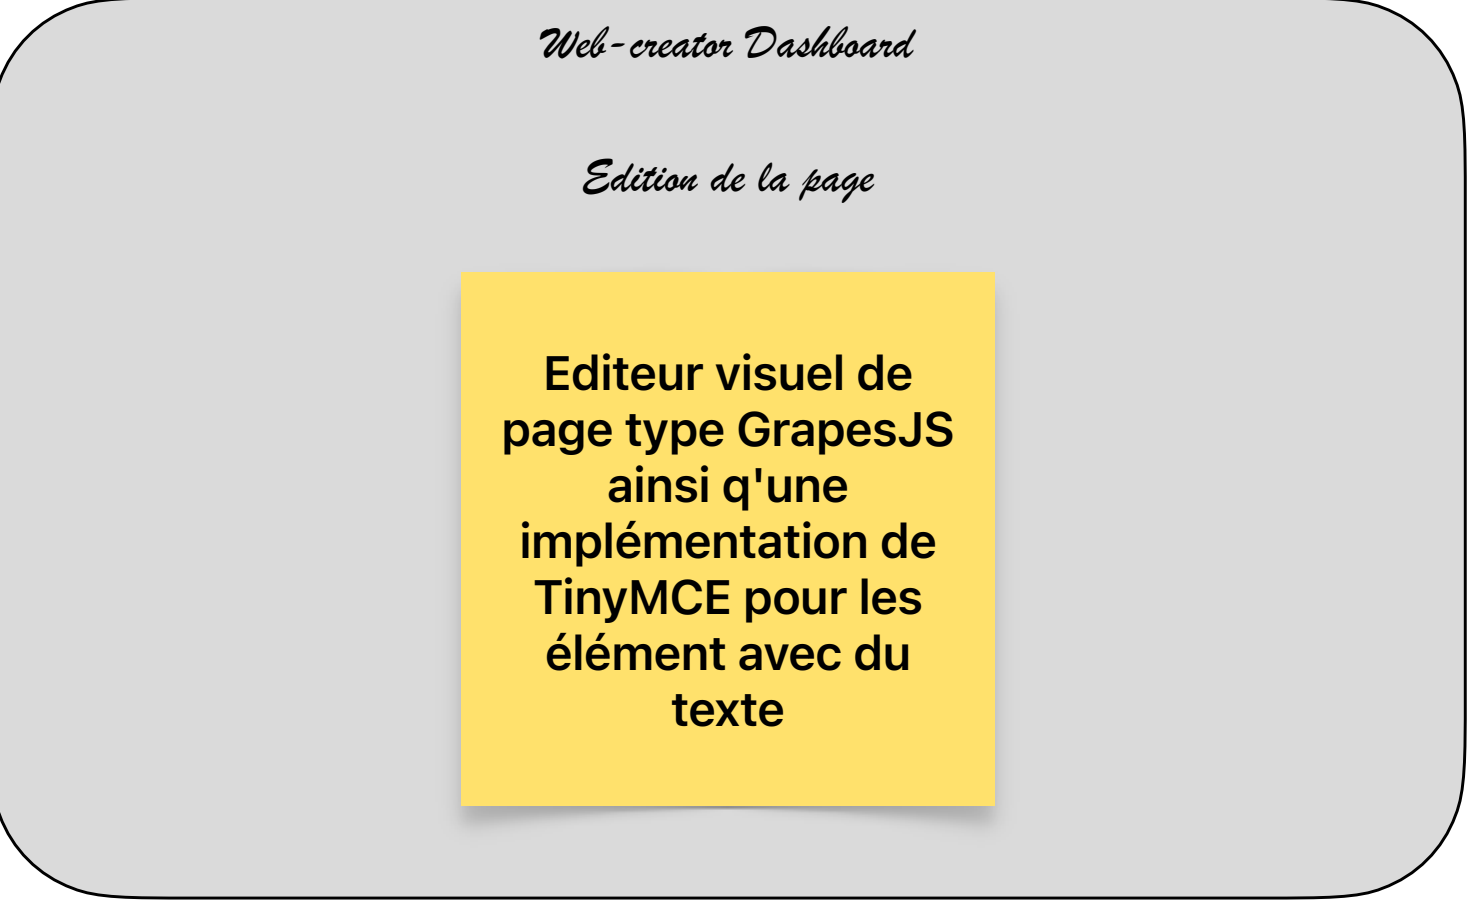 Web-creator Dashboard
Edition de la page
Editeur visuel de
page type GrapesJS
ainsi q'une
implémentation de
TinyMCE pour les
élément avec du
texte